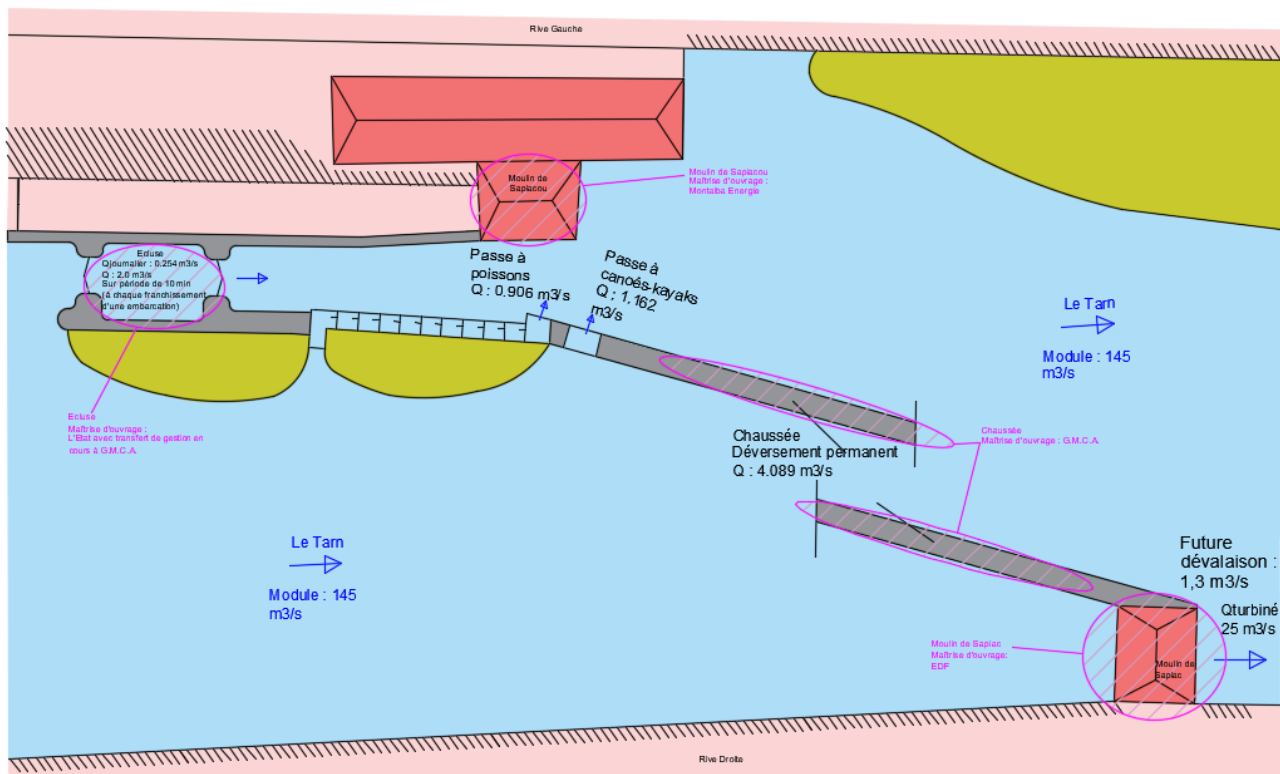 Rive Gauche
Moulin de
Sapiacou
Moulin de Sapiacou
Maîtrise d'ouvrage :
Montalba Energie
Ecluse
Qjournalier : 0.254 m3/s
Q : 2.0 m3/s
Sur période de 10 min
(à chaque franchissement
d'une embarcation)
Passe à
poissons
Q : 0.906 m3/s
Passe à
canoés-kayaks
Q : 1,162
m3/s
Le Tarn
Module : 145
m3/s
Ecluse
Maîtrise d'ouvrage :
L'Etat avec transfert de gestion en
cours à G.M.C.A.
Chaussée
Déversement permanent
Q : 4.089 m3/s
Chaussée
Maîtrise d'ouvrage : G.M.C.A.
Le Tarn
Module : 145
m3/s
Future
dévalaison :
1,3 m3/s
Qturbiné
25 m3/s
Moulin de Sapiac
Maîtrise d'ouvrage:
EDF
Moulin de
Sapiac
Rive Droite